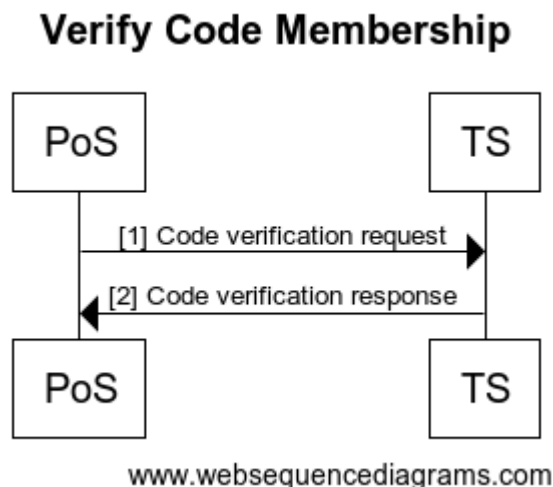 Verify Code Membership
PoS
TS
[1] Code verification request
[2] Code verification response
PoS
TS
www.websequencediagrams.com